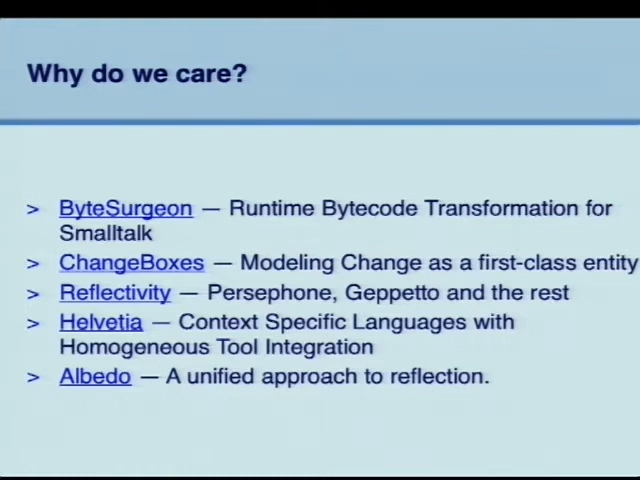 Why do we care?
> ByteSurgeon — Runtime Bytecode Transformation for
Smalltalk
> ChangeBoxes — Modeling Change as a first-class entity
> Reflectivity — Persephone, Geppetto and the rest
> Helvetia — Context Specific Languages with
Homogeneous Tool Integration
> Albedo — A unified approach to reflection.